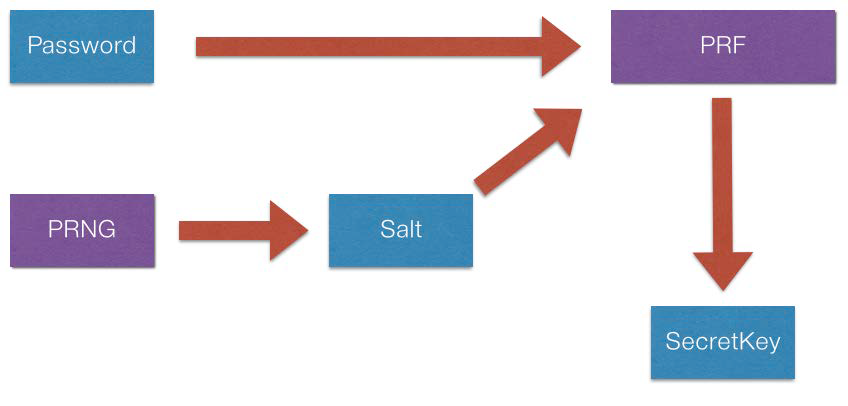 Password
PRF
PRNG
Salt
SecretKey